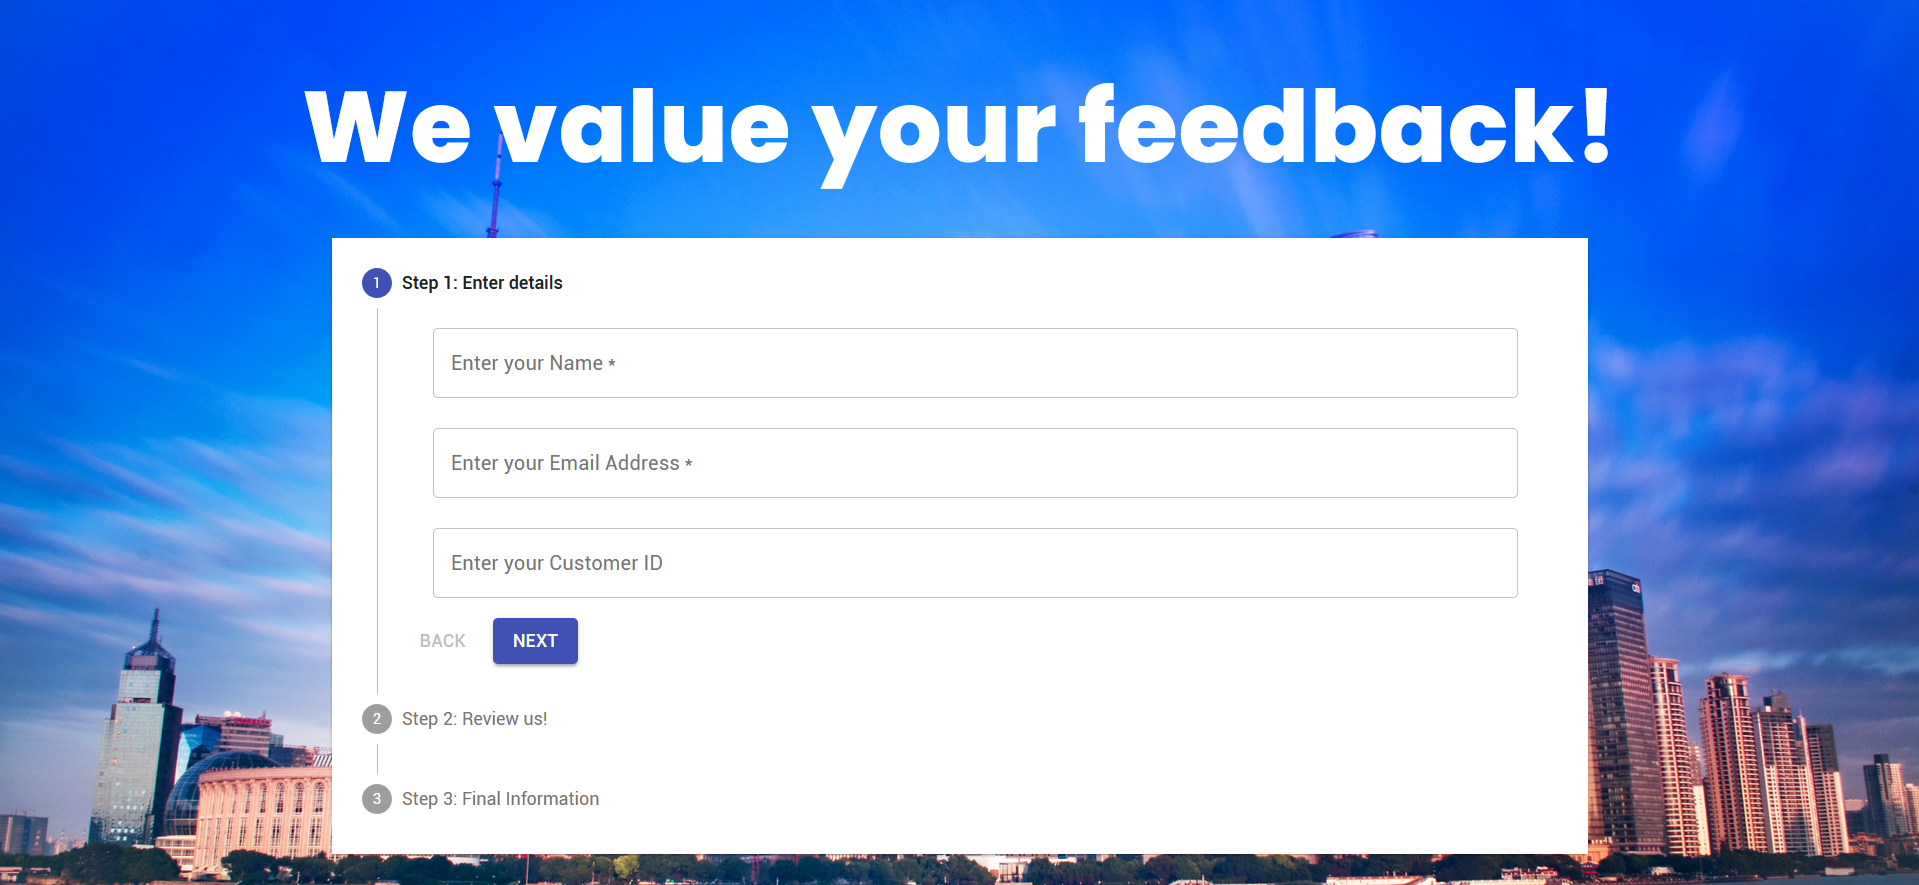 We value your feedback!
1 Step 1: Enter details
Enter your Name *
Enter your Email Address *
Enter your Customer ID
BACK NEXT
2 Step 2: Review us!
3 Step 3: Final Information